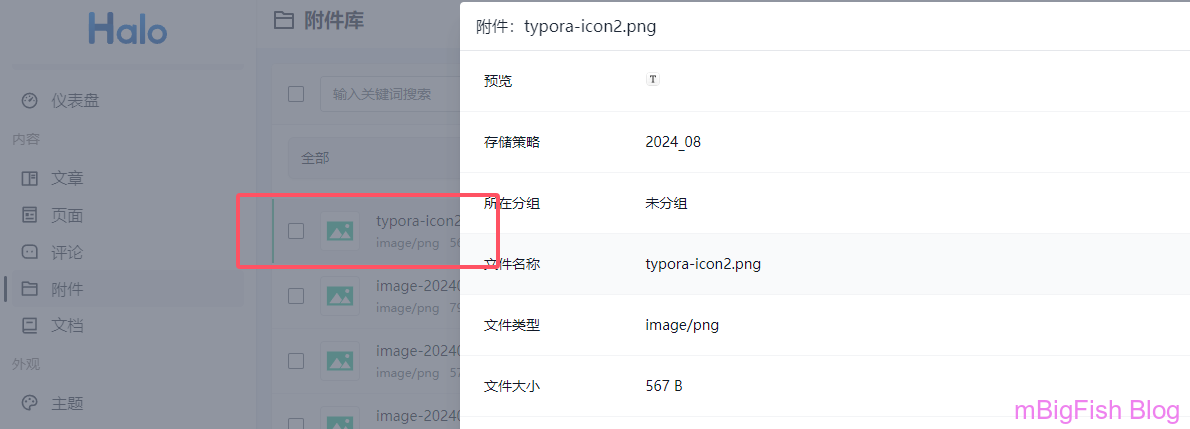 Halo
仪表盘
内容
文章
页面
评论
附件
文档
外观
主题
附件库
输入关键词搜索
全部
typora-icon2
image/png 56
image-20240
image/png 79
image-20240
image/png 57
image-20240
附件：typora-icon2.png
预览 T
存储策略 2024_08
所在分组 未分组
文件名称 typora-icon2.png
文件类型 image/png
文件大小 567 B
mBigFish Blog